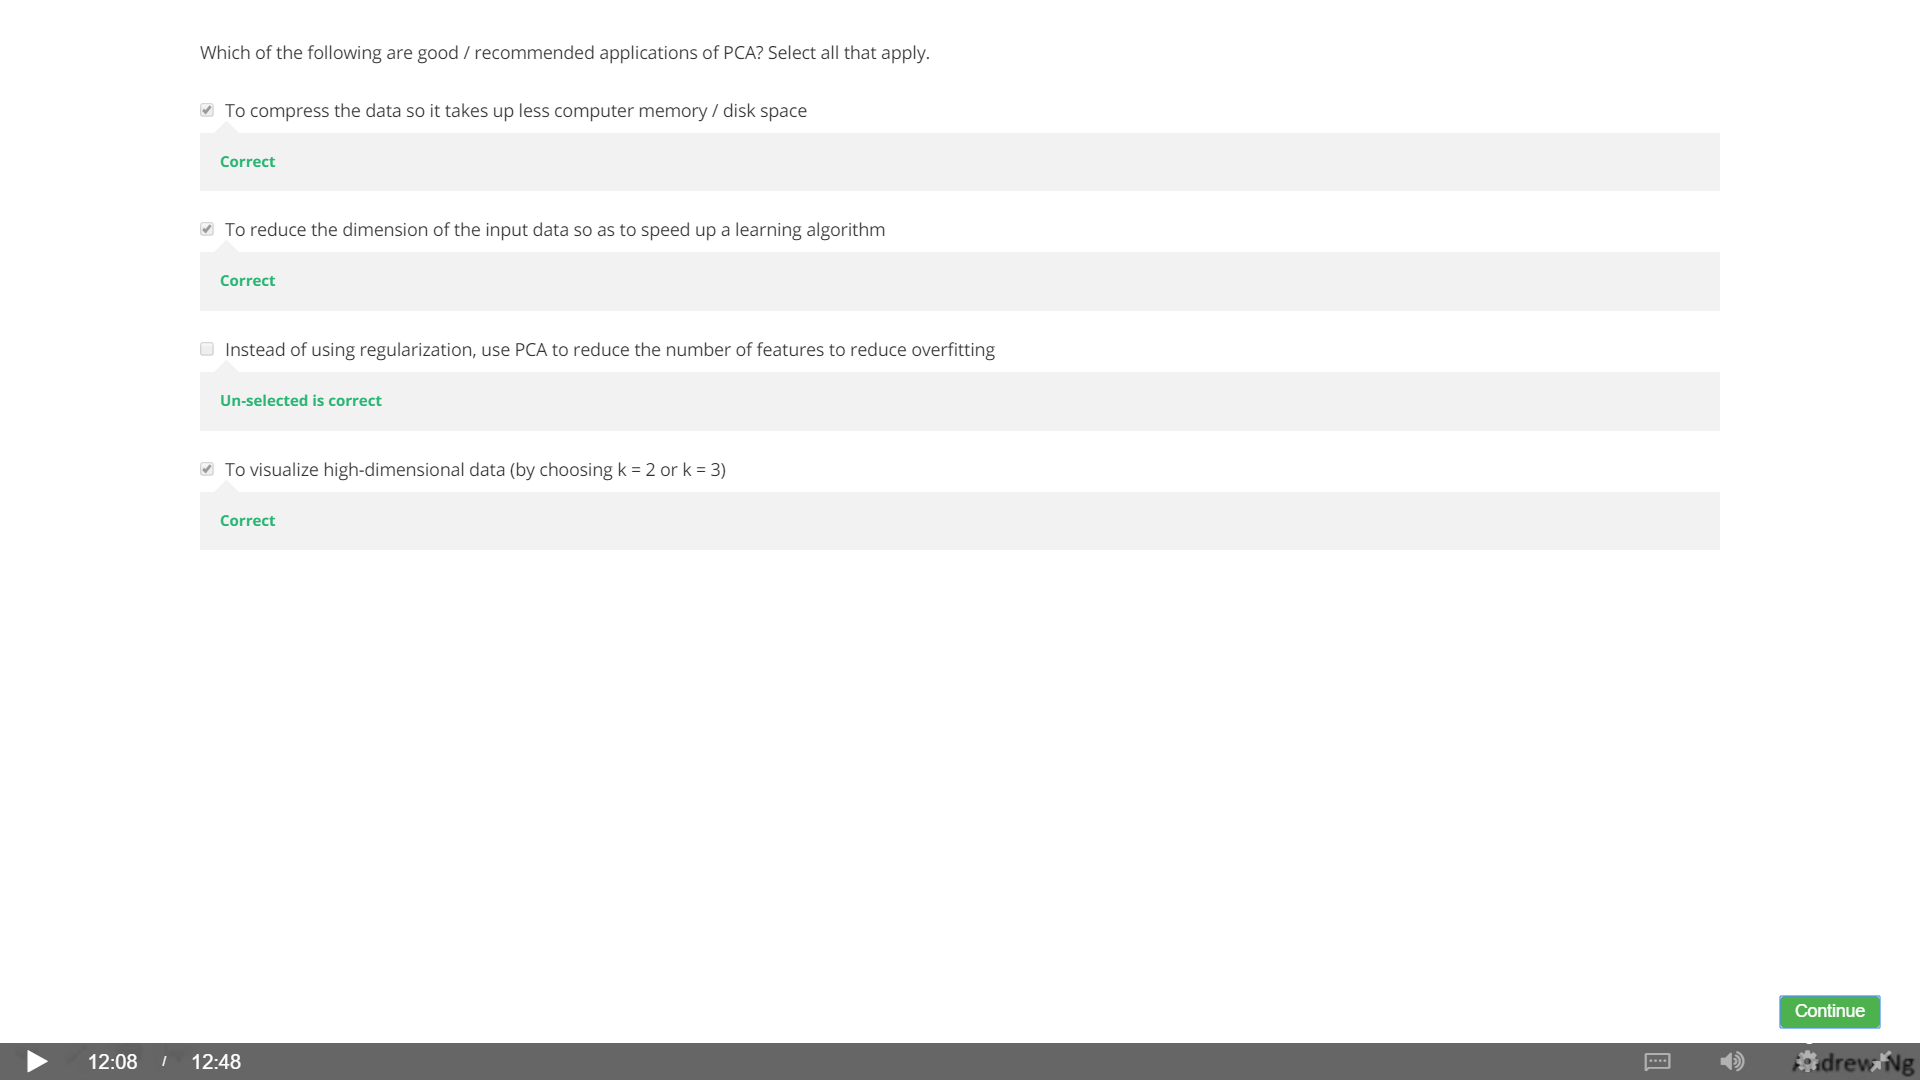 Which of the following are good / recommended applications of PCA? Select all that apply.
To compress the data so it takes up less computer memory / disk space
Correct
To reduce the dimension of the input data so as to speed up a learning algorithm
Correct
Instead of using regularization, use PCA to reduce the number of features to reduce overfitting
Un-selected is correct
To visualize high-dimensional data (by choosing k = 2 or k = 3)
Correct
Continue
12:08 / 12:48
Andrew Ng